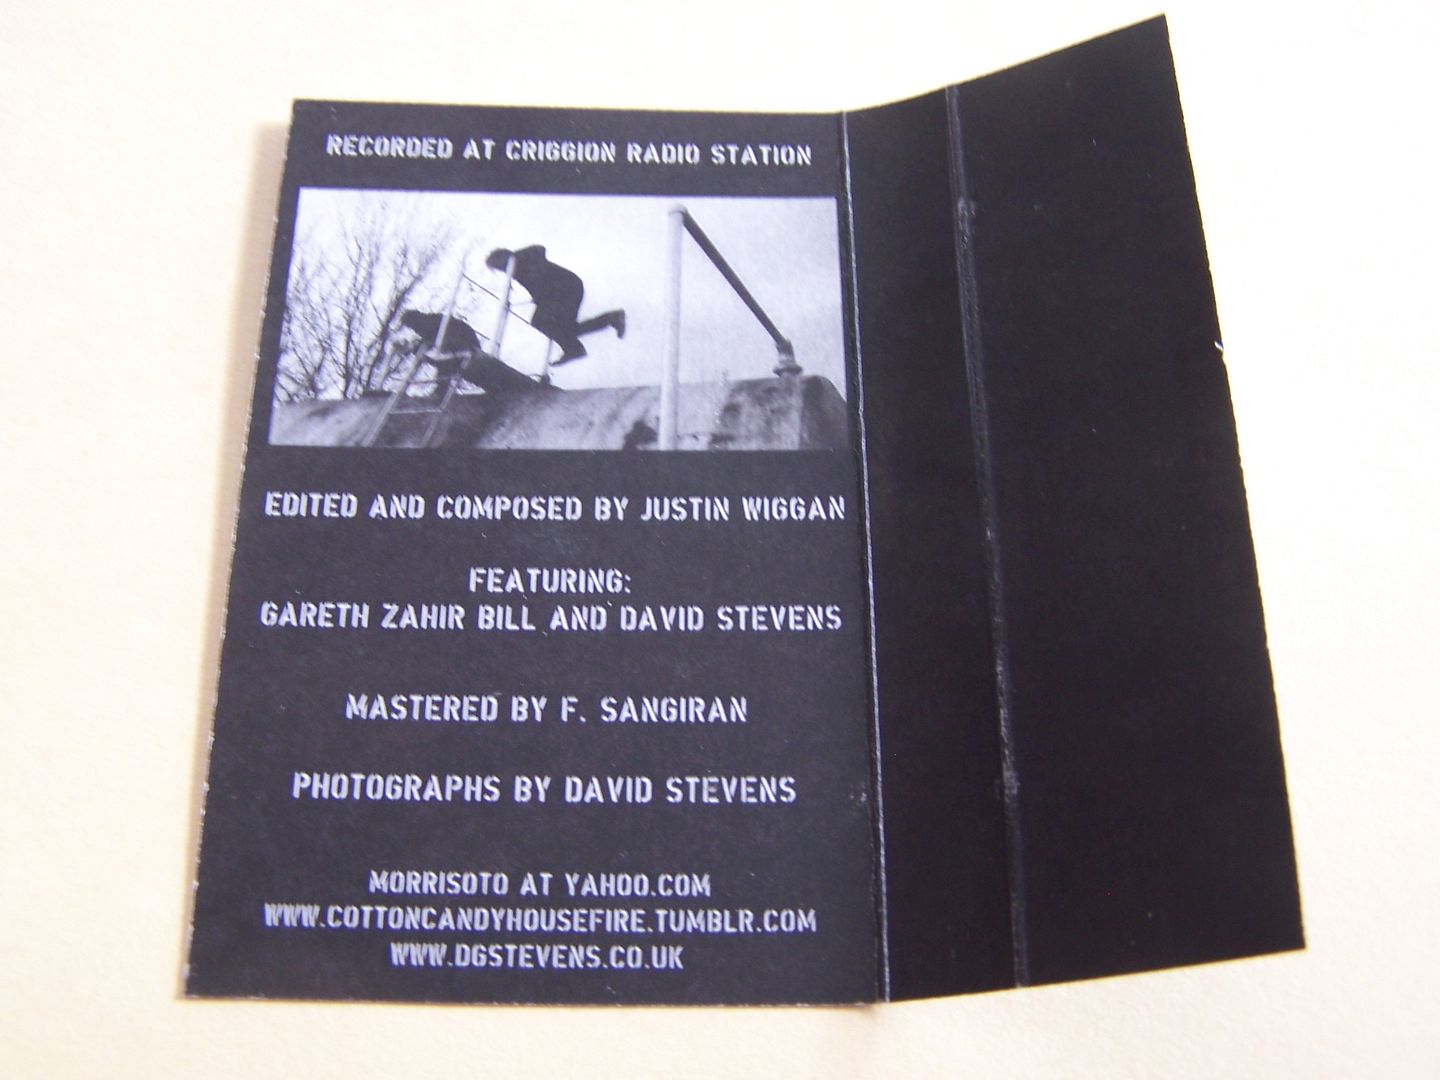 RECORDED AT CRIGGION RADIO STATION
EDITED AND COMPOSED BY JUSTIN WIGGAN
FEATURING:
GARETH ZAHIR BILL AND DAVID STEVENS
MASTERED BY F. SANGIRAN
PHOTOGRAPHS BY DAVID STEVENS
MORRISOTO AT YAHOO.COM
WWW.COTTONCANDYHOUSEFIRE.TUMBLR.COM
WWW.DGSTEVENS.CO.UK